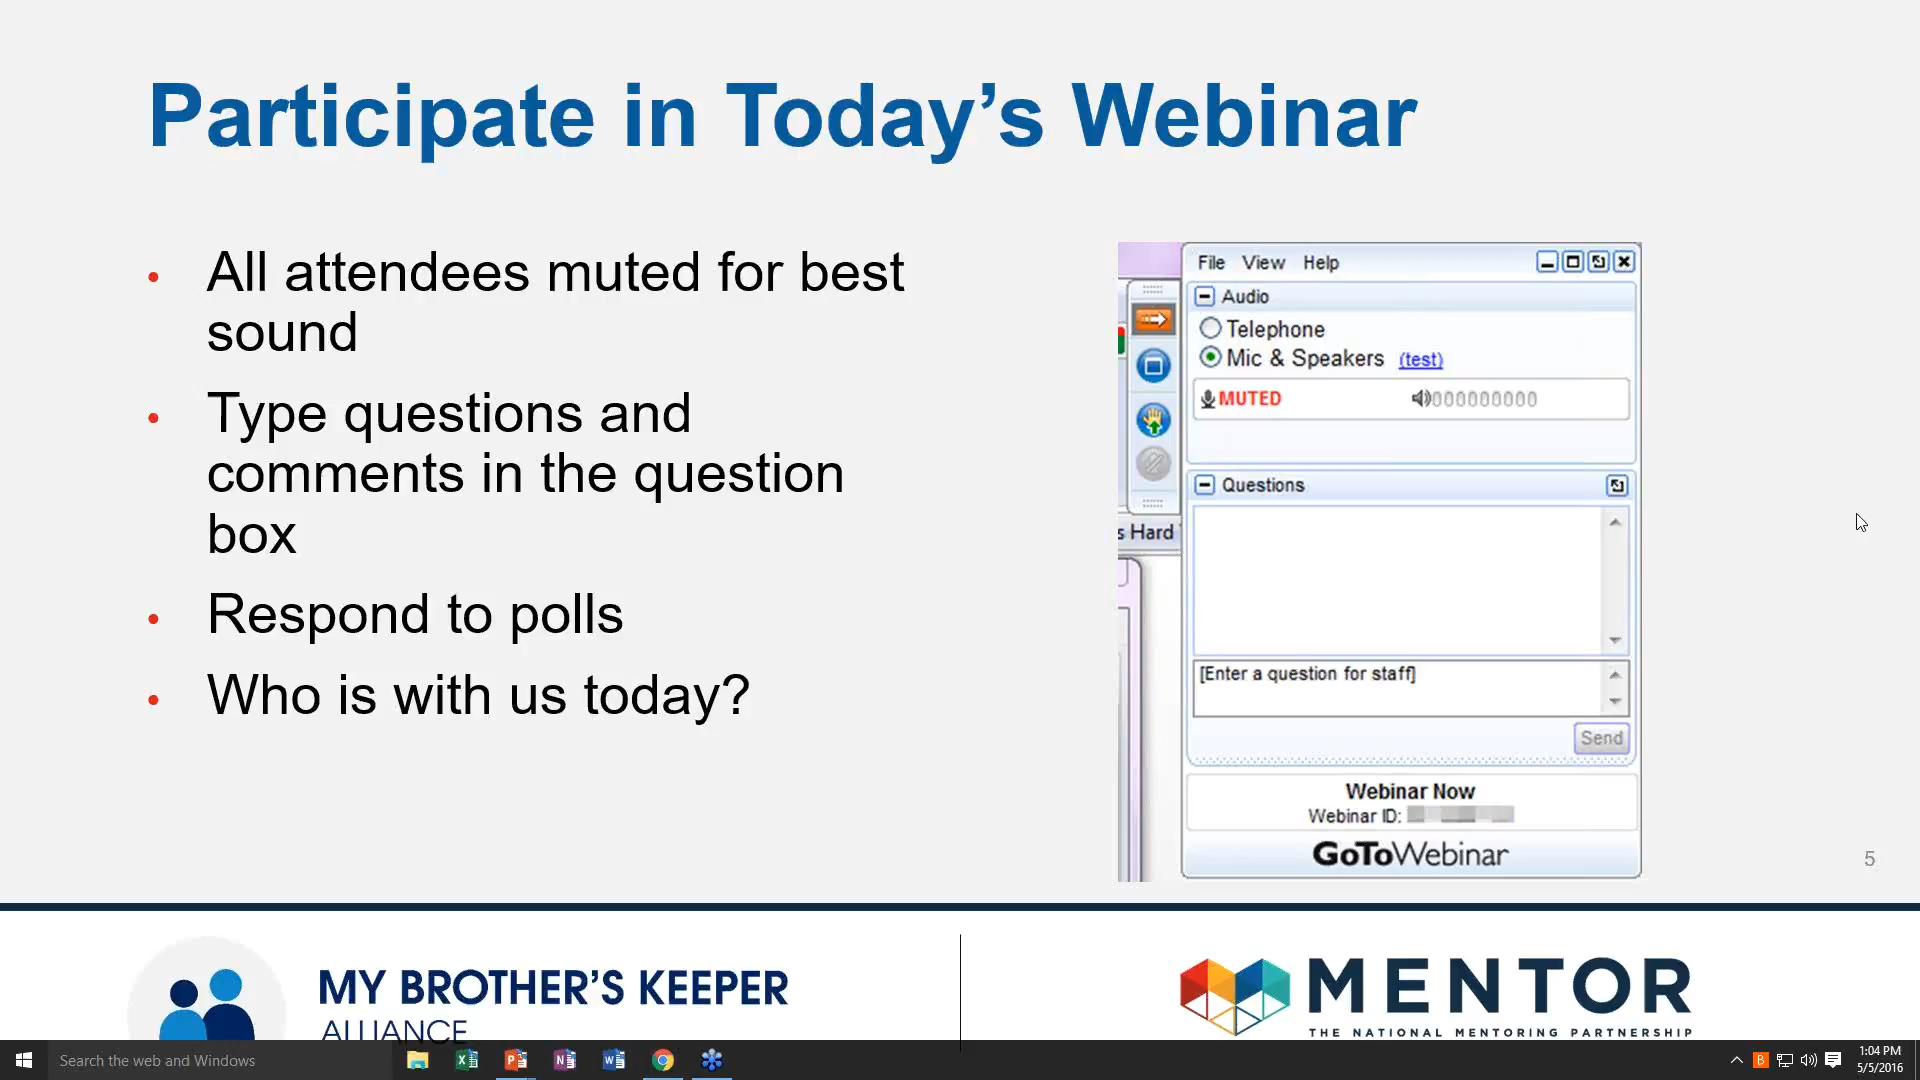 Participate in Today’s Webinar
• All attendees muted for best
sound
• Type questions and
comments in the question
box
• Respond to polls
• Who is with us today?
File View Help
Audio
Telephone
Mic & Speakers (test)
MUTED
000000000
s Hard
Questions
[Enter a question for staff]
Send
Webinar Now
Webinar ID:
GoToWebinar
5
MY BROTHER’S KEEPER
ALLIANCE
MENTOR
THE NATIONAL MENTORING PARTNERSHIP
Search the web and Windows
1:04 PM
5/5/2016